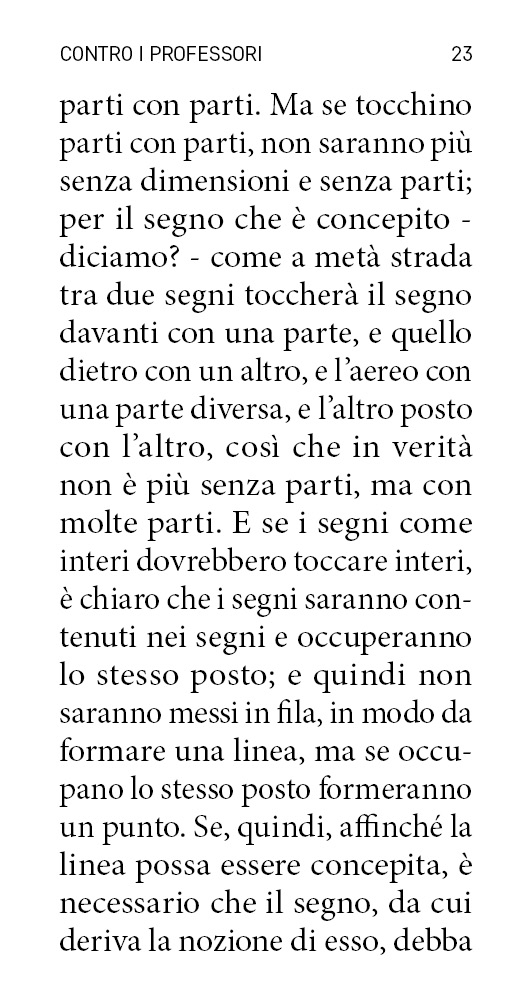 CONTRO I PROFESSORI 23
parti con parti. Ma se tocchino
parti con parti, non saranno più
senza dimensioni e senza parti;
per il segno che è concepito -
diciamo? - come a metà strada
tra due segni toccherà il segno
davanti con una parte, e quello
dietro con un altro, e l’aereo con
una parte diversa, e l’altro posto
con l’altro, così che in verità
non è più senza parti, ma con
molte parti. E se i segni come
interi dovrebbero toccare interi,
è chiaro che i segni saranno con-
tenuti nei segni e occuperanno
lo stesso posto; e quindi non
saranno messi in fila, in modo da
formare una linea, ma se occu-
pano lo stesso posto formeranno
un punto. Se, quindi, affinché la
linea possa essere concepita, è
necessario che il segno, da cui
deriva la nozione di esso, debba